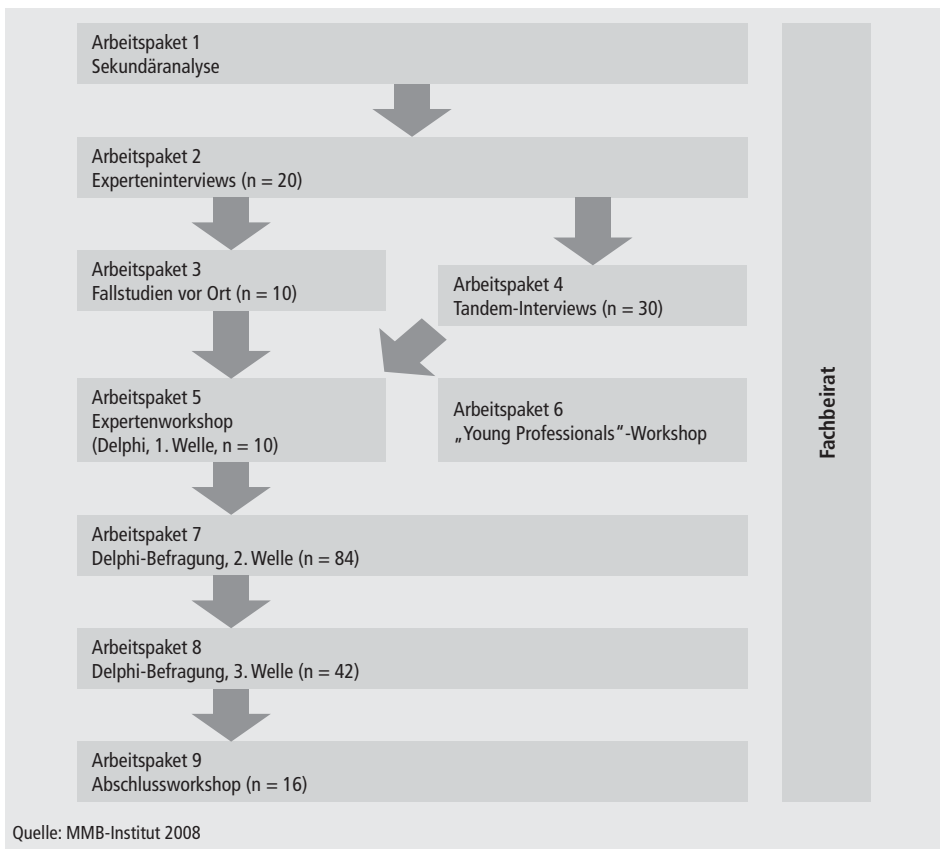 Arbeitspaket 1
Sekundäranalyse
Arbeitspaket 2
Experteninterviews (n = 20)
Arbeitspaket 3
Fallstudien vor Ort (n = 10)
Arbeitspaket 4
Tandem-Interviews (n = 30)
Arbeitspaket 5
Expertenworkshop
(Delphi, 1. Welle, n = 10)
Arbeitspaket 6
„Young Professionals“-Workshop
Arbeitspaket 7
Delphi-Befragung, 2. Welle (n = 84)
Arbeitspaket 8
Delphi-Befragung, 3. Welle (n = 42)
Arbeitspaket 9
Abschlussworkshop (n = 16)
Fachbeirat
Quelle: MMB-Institut 2008